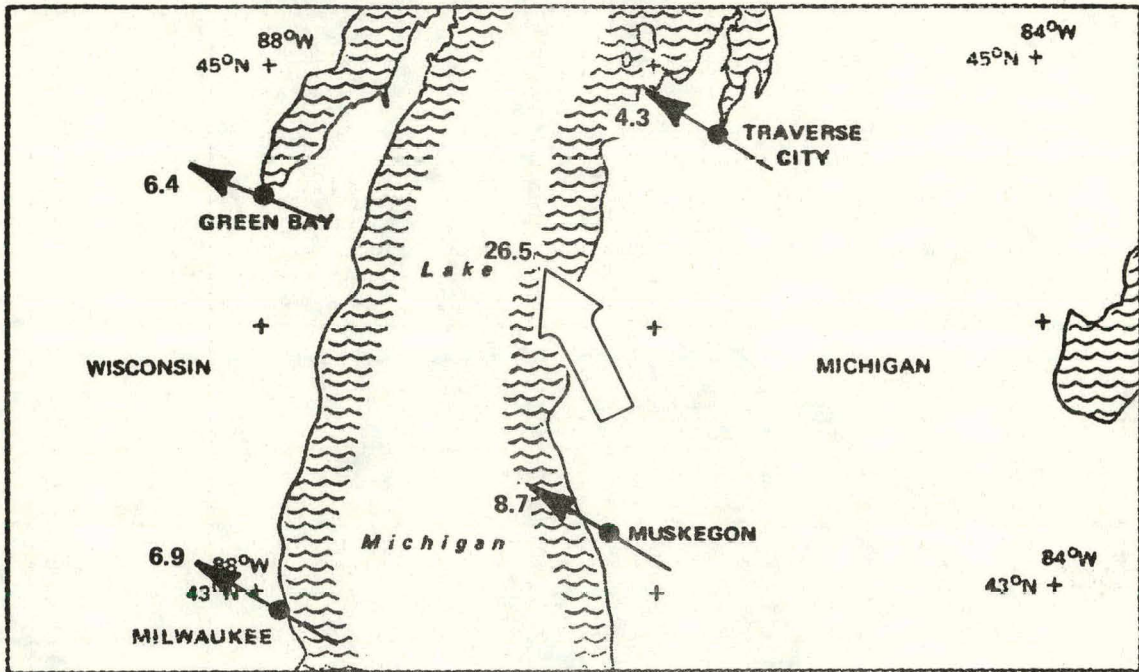 88°W
45°N +
84°W
45°N +
4.3
TRAVERSE
CITY
6.4
GREEN BAY
26.5
Lake
WISCONSIN
MICHIGAN
8.7
MUSKEGON
Michigan
6.9
88°W
43°N +
84°W
43°N +
MILWAUKEE